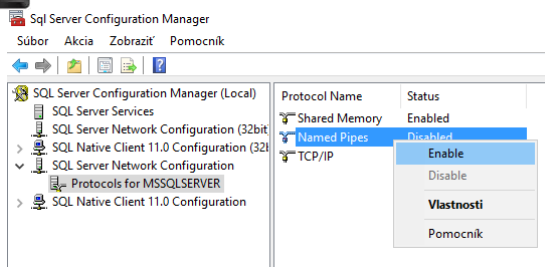 Sql Server Configuration Manager
Súbor Akcia Zobraziť Pomocník
SQL Server Configuration Manager (Local)
SQL Server Services
SQL Server Network Configuration (32bit
SQL Native Client 11.0 Configuration (32
SQL Server Network Configuration
Protocols for MSSQLSERVER
SQL Native Client 11.0 Configuration
Protocol Name Status
Shared Memory Enabled
Named Pipes Disabled
TCP/IP
Enable
Disable
Vlastnosti
Pomocník